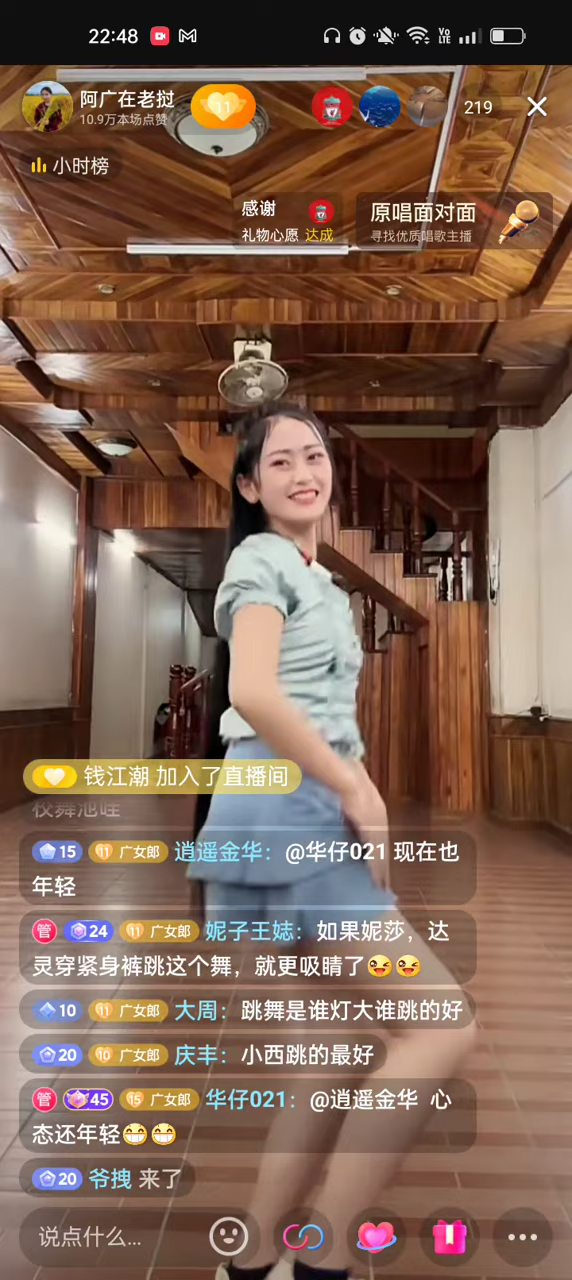 22:48
Vo LTE
阿广在老挝
10.9万本场点赞
11
219
小时榜
感谢
礼物心愿 达成
原唱面对面
寻找优质唱歌主播
钱江潮 加入了直播间
校舞池哇
15 11 广女郎 逍遥金华：@华仔021 现在也
年轻
管 24 11 广女郎 妮子王婊：如果妮莎，达
灵穿紧身裤跳这个舞，就更吸睛了
10 11 广女郎 大周：跳舞是谁灯大谁跳的好
20 10 广女郎 庆丰：小西跳的最好
管 45 15 广女郎 华仔021：@逍遥金华 心
态还年轻
20 爷拽 来了
说点什么...